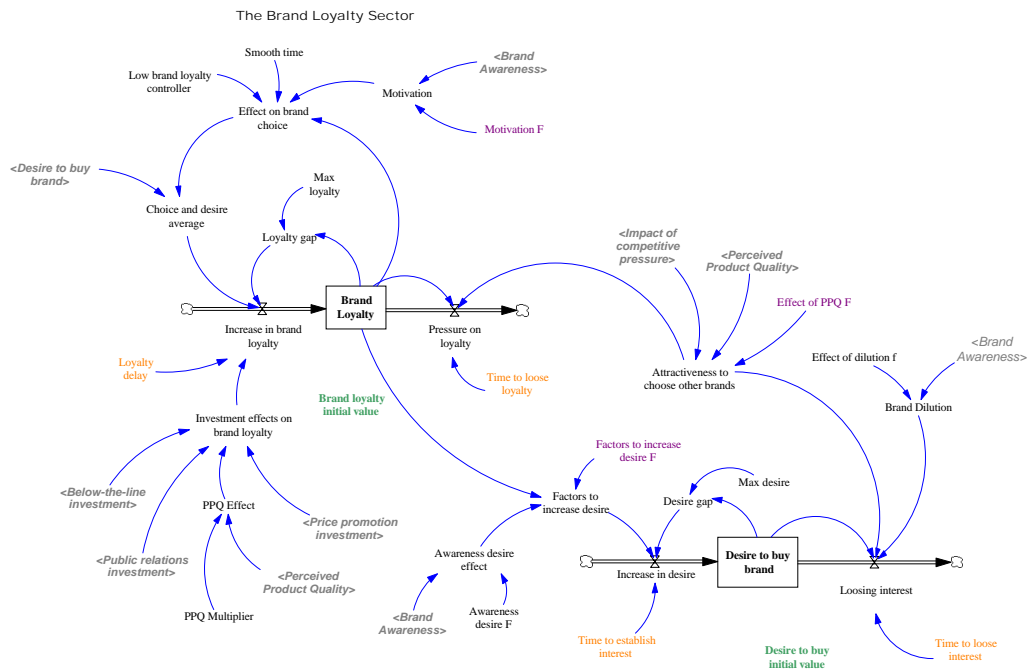 The Brand Loyalty Sector
Smooth time
<Brand
Awareness>
Low brand loyalty
controller
Motivation
Effect on brand
choice
Motivation F
<Desire to buy
brand>
Max
loyalty
Choice and desire
average
Loyalty gap
<Impact of
competitive
pressure>
<Perceived
Product Quality>
Brand
Loyalty
Effect of PPQ F
Increase in brand
loyalty
Pressure on
loyalty
<Brand
Awareness>
Loyalty
delay
Effect of dilution f
Attractiveness to
choose other brands
Time to loose
loyalty
Brand loyalty
initial value
Brand Dilution
Investment effects on
brand loyalty
Factors to increase
desire F
<Below-the-line
investment>
Max desire
PPQ Effect
Factors to
increase desire
Desire gap
<Price promotion
investment>
<Public relations
investment>
Awareness desire
effect
Desire to buy
brand
<Perceived
Product Quality>
Increase in desire
Loosing interest
PPQ Multiplier
<Brand
Awareness>
Awareness
desire F
Time to establish
interest
Desire to buy
initial value
Time to loose
interest